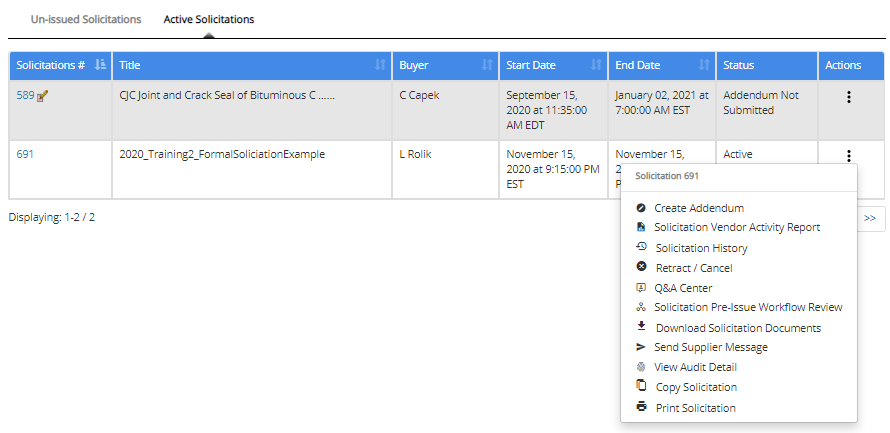 Un-issued Solicitations Active Solicitations
Solicitations # Title Buyer Start Date End Date Status Actions
589 CJC Joint and Crack Seal of Bituminous C ...... C Capek September 15, January 02, 2021 at Addendum Not
2020 at 11:35:00 7:00:00 AM EST Submitted
AM EDT
691 2020_Training2_FormalSoliciationExample L Rolik November 15, November 15, Active
2020 at 9:15:00 PM 2
EST P
Displaying: 1-2 / 2 >>
Solicitation 691
Create Addendum
Solicitation Vendor Activity Report
Solicitation History
Retract / Cancel
Q&A Center
Solicitation Pre-Issue Workflow Review
Download Solicitation Documents
Send Supplier Message
View Audit Detail
Copy Solicitation
Print Solicitation